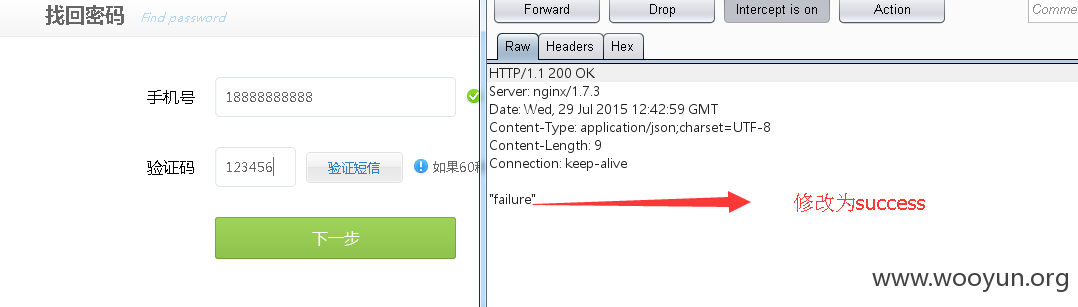 找回密码 Find password
手机号 18888888888
验证码 123456 验证短信 如果60秒
下一步
Forward Drop Intercept is on Action Comme
Raw Headers Hex
HTTP/1.1 200 OK
Server: nginx/1.7.3
Date: Wed, 29 Jul 2015 12:42:59 GMT
Content-Type: application/json;charset=UTF-8
Content-Length: 9
Connection: keep-alive
"failure" 修改为success
www.wooyun.org